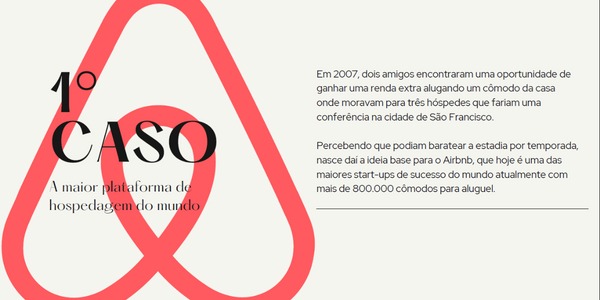 1º
CASO
A maior plataforma de
hospedagem do mundo
Em 2007, dois amigos encontraram uma oportunidade de
ganhar uma renda extra alugando um cômodo da casa
onde moravam para três hóspedes que fariam uma
conferência na cidade de São Francisco.
Percebendo que podiam baratear a estadia por temporada,
nasce daí a ideia base para o Airbnb, que hoje é uma das
maiores start-ups de sucesso do mundo atualmente com
mais de 800.000 cômodos para aluguel.